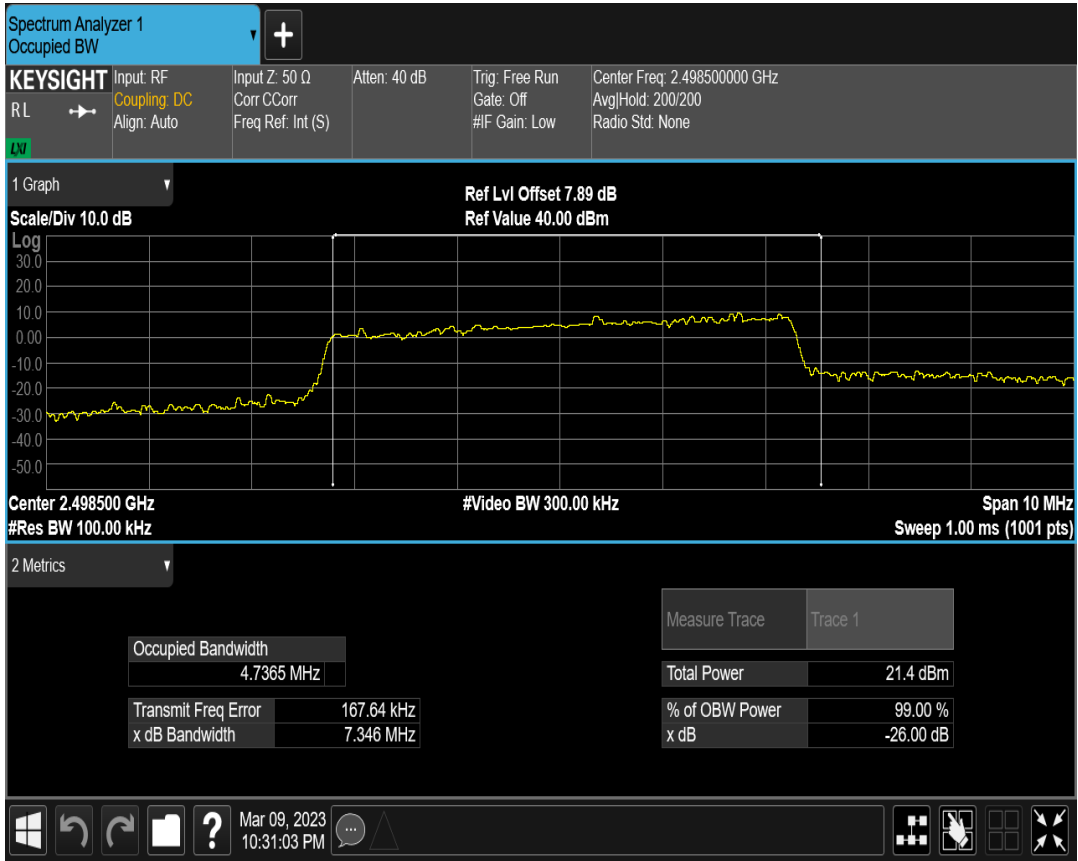 Spectrum Analyzer 1
Occupied BW
+
KEYSIGHT
R L
LXI
Input: RF
Coupling: DC
Align: Auto
Input Z: 50 Ω
Corr CCorr
Freq Ref: Int (S)
Atten: 40 dB
Trig: Free Run
Gate: Off
#IF Gain: Low
Center Freq: 2.498500000 GHz
Avg|Hold: 200/200
Radio Std: None
1 Graph
Scale/Div 10.0 dB
Ref Lvl Offset 7.89 dB
Ref Value 40.00 dBm
Log
30.0
20.0
10.0
0.00
-10.0
-20.0
-30.0
-40.0
-50.0
Center 2.498500 GHz
#Video BW 300.00 kHz
Span 10 MHz
#Res BW 100.00 kHz
Sweep 1.00 ms (1001 pts)
2 Metrics
Measure Trace Trace 1
Occupied Bandwidth
4.7365 MHz
Total Power 21.4 dBm
Transmit Freq Error 167.64 kHz
% of OBW Power 99.00 %
x dB Bandwidth 7.346 MHz
x dB -26.00 dB
?
Mar 09, 2023
10:31:03 PM